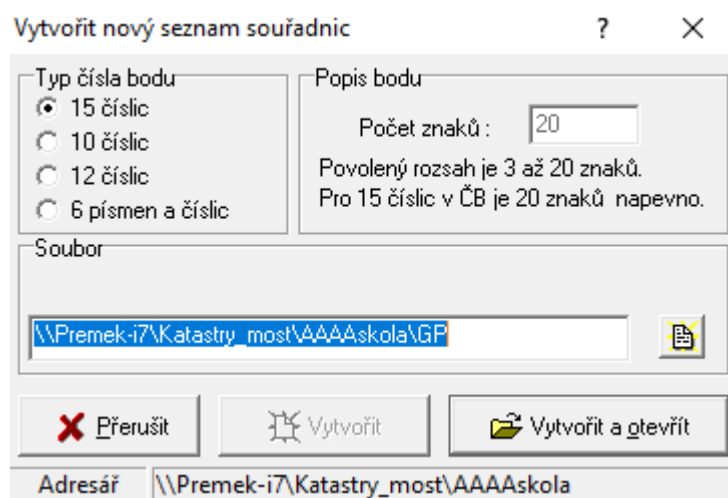 Vytvořit nový seznam souřadnic ? ×
Typ čísla bodu
15 číslic
10 číslic
12 číslic
6 písmen a číslic
Popis bodu
Počet znaků : 20
Povolený rozsah je 3 až 20 znaků.
Pro 15 číslic v ČB je 20 znaků napevno.
Soubor
\\Premek-i7\Katastry_most\AAAAskola\GP
Přerušit Vytvořit Vytvořit a otevřít
Adresář \\Premek-i7\Katastry_most\AAAAskola